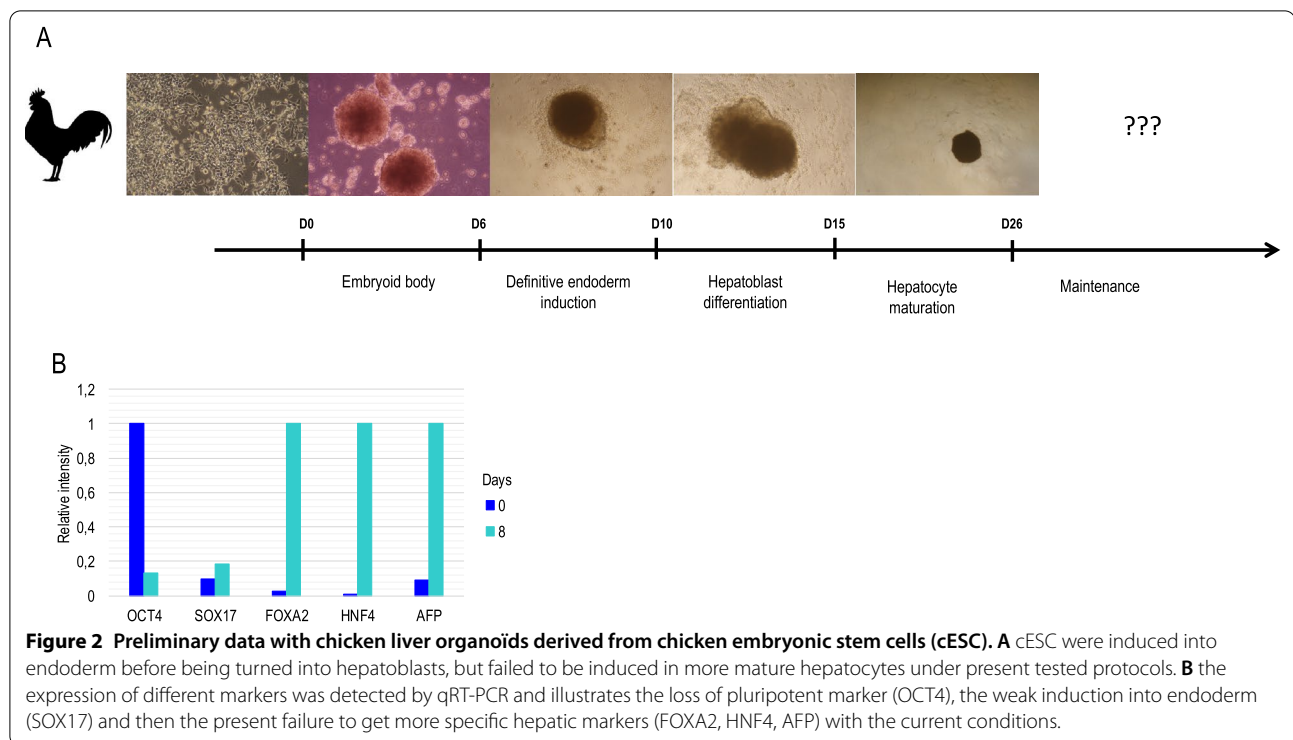 A
???
D0 D6 D10 D15 D26
Embryoid body
Definitive endoderm
induction
Hepatoblast
differentiation
Hepatocyte
maturation
Maintenance
B
Relative intensity
1,2
1
0,8
0,6
0,4
0,2
0
OCT4 SOX17 FOXA2 HNF4 AFP
Days
0
8
Figure 2 Preliminary data with chicken liver organoïds derived from chicken embryonic stem cells (cESC). A cESC were induced into
endoderm before being turned into hepatoblasts, but failed to be induced in more mature hepatocytes under present tested protocols. B the
expression of different markers was detected by qRT-PCR and illustrates the loss of pluripotent marker (OCT4), the weak induction into endoderm
(SOX17) and then the present failure to get more specific hepatic markers (FOXA2, HNF4, AFP) with the current conditions.